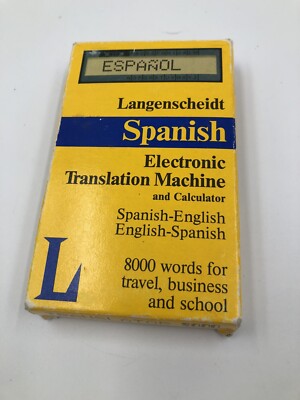 ESPAÑOL
Langenscheidt
Spanish
Electronic
Translation Machine
and Calculator
Spanish-English
English-Spanish
L
8000 words for
travel, business
and school